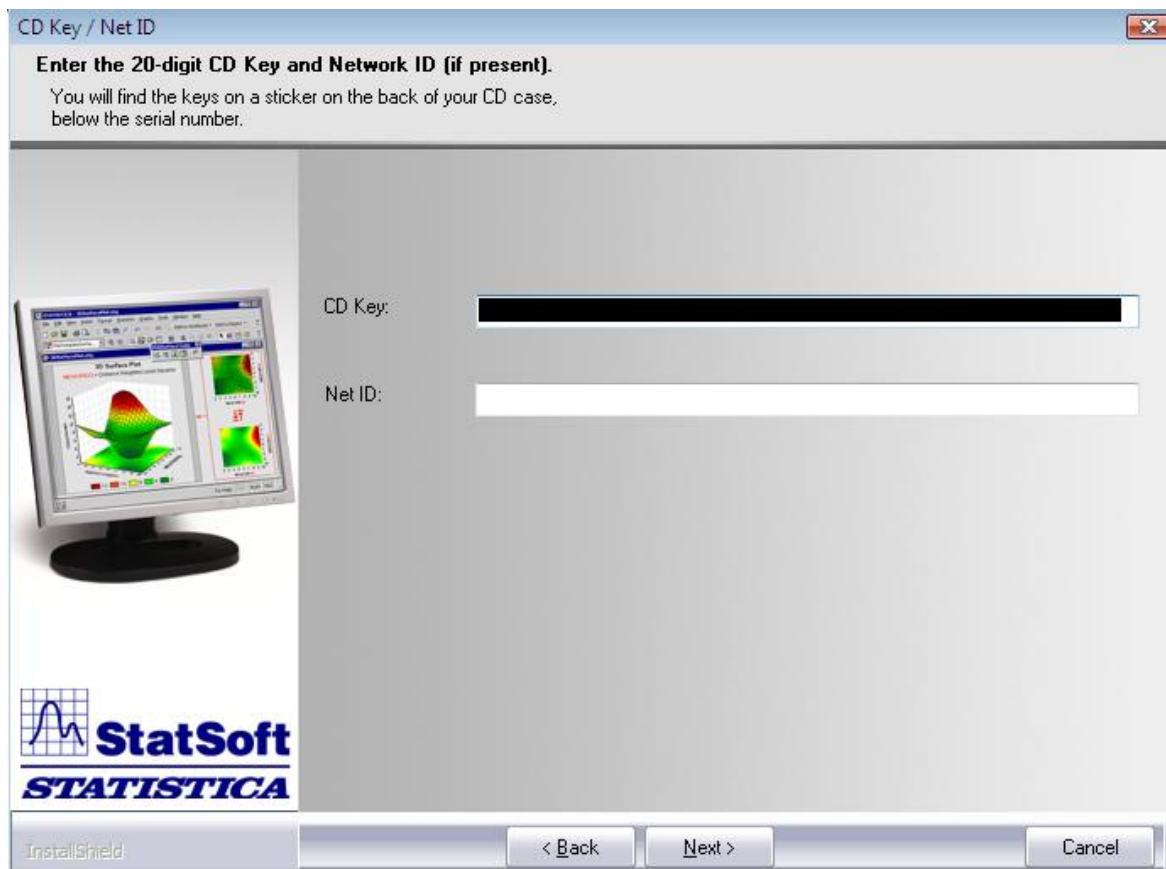 CD Key / Net ID
Enter the 20-digit CD Key and Network ID (if present).
You will find the keys on a sticker on the back of your CD case,
below the serial number.
CD Key:
Net ID:
3D Surface Plot
StatSoft
STATISTICA
InstallShield
< Back
Next >
Cancel